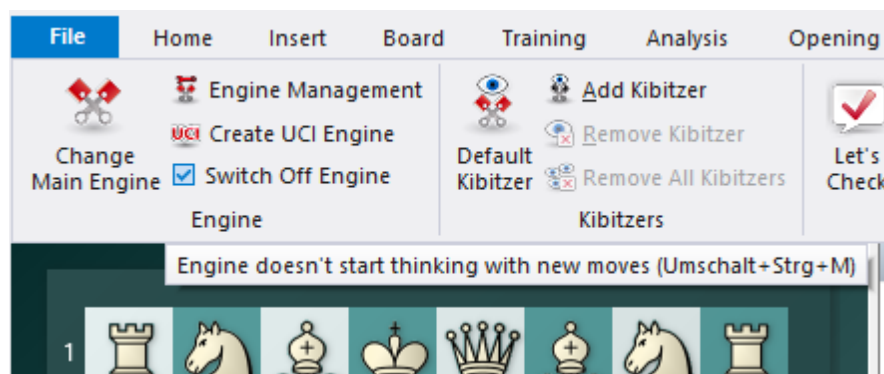 File Home Insert Board Training Analysis Opening
Engine Management
UCI Create UCI Engine
Switch Off Engine
Change
Main Engine
Engine
Default
Kibitzer
Add Kibitzer
Remove Kibitzer
Remove All Kibitzers
Kibitzers
Let's
Check
Engine doesn't start thinking with new moves (Umschalt+Strg+M)
1